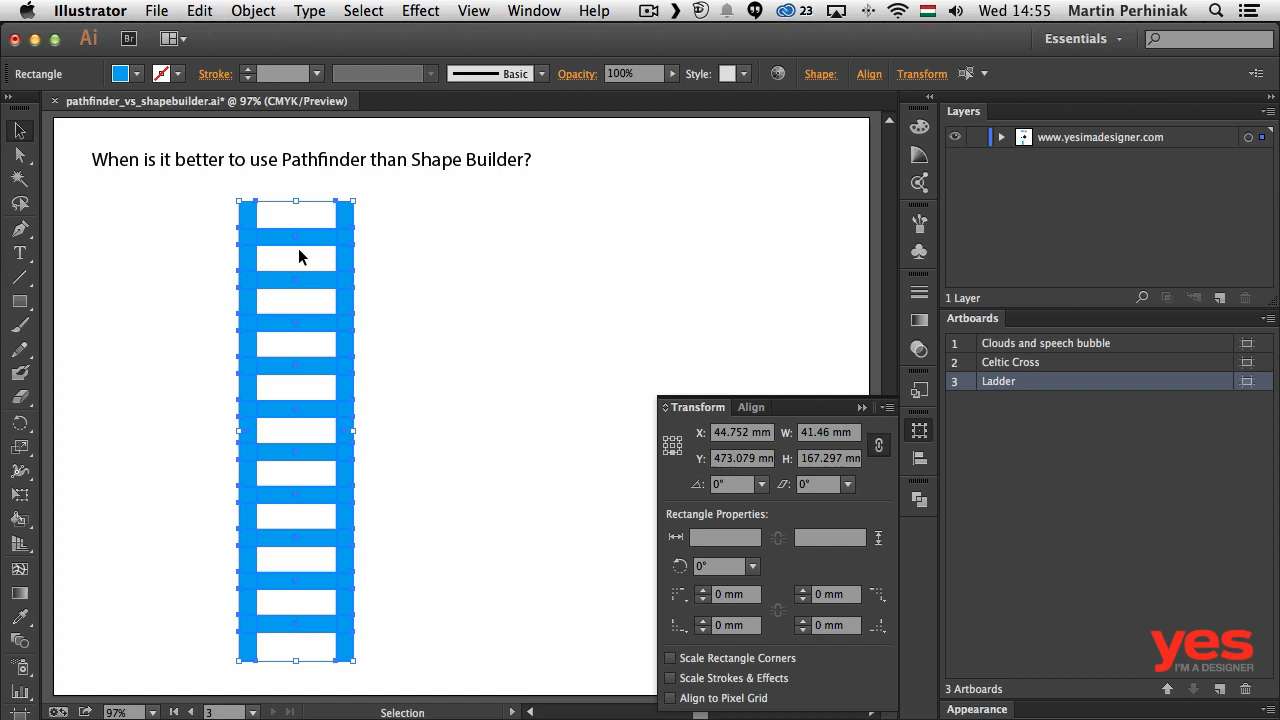 Illustrator File Edit Object Type Select Effect View Window Help 23 Wed 14:55 Martin Perhiniak
Ai Br Essentials
Rectangle Stroke: Basic Opacity: 100% Style: Shape: Align Transform
pathfinder_vs_shapebuilder.ai* @ 97% (CMYK/Preview)
When is it better to use Pathfinder than Shape Builder?
Layers
www.yesimadesigner.com
1 Layer
Artboards
1 Clouds and speech bubble
2 Celtic Cross
3 Ladder
Transform Align
X: 44.752 mm W: 41.46 mm
Y: 473.079 mm H: 167.297 mm
0° 0°
Rectangle Properties:
0°
0 mm 0 mm
0 mm 0 mm
Scale Rectangle Corners
Scale Strokes & Effects
Align to Pixel Grid
yes
I'M A DESIGNER
3 Artboards
97% 3 Selection
Appearance